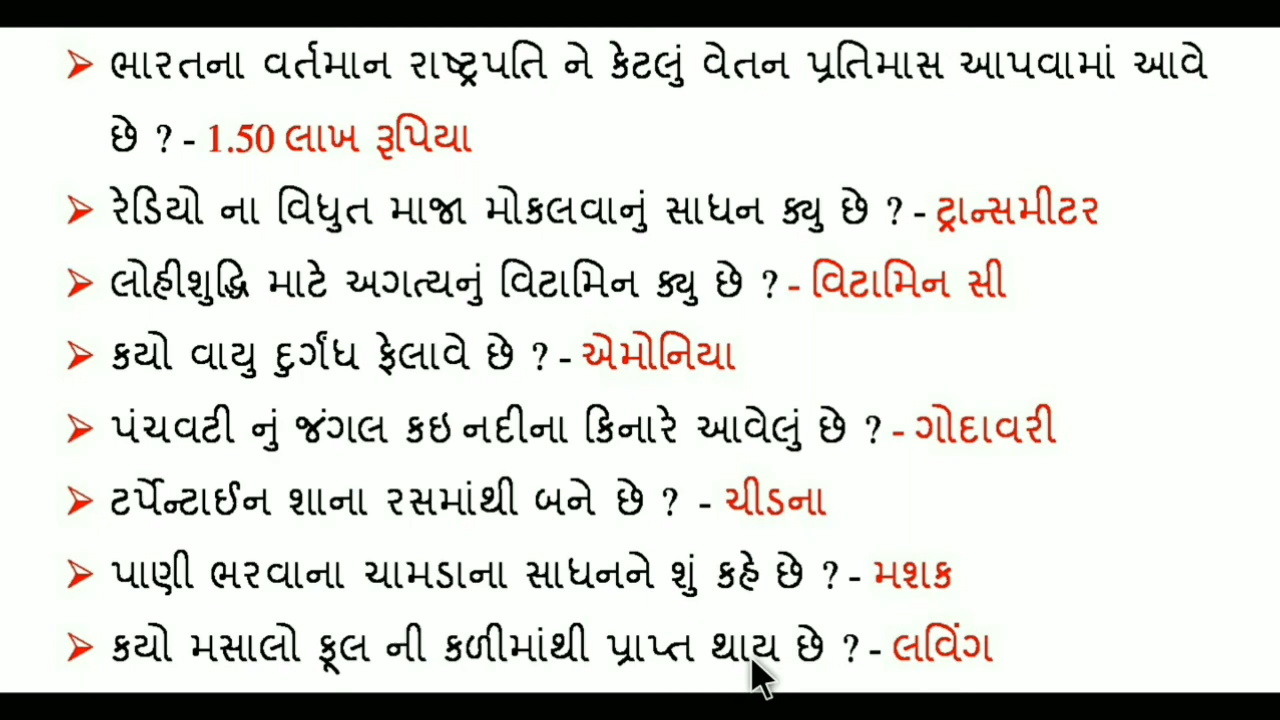 ➢ ભારતના વર્તમાન રાષ્ટ્રપતિ ને કેટલું વેતન પ્રતિમાસ આપવામાં આવે
છે ? - 1.50 લાખ રૂપિયા
➢ રેડિયો ના વિધુત માજા મોકલવાનું સાધન ક્યુ છે ? - ટ્રાન્સમીટર
➢ લોહીશુદ્ધિ માટે અગત્યનું વિટામિન ક્યુ છે ? - વિટામિન સી
➢ કયો વાયુ દુર્ગંધ ફેલાવે છે ? - એમોનિયા
➢ પંચવટી નું જંગલ કઇ નદીના કિનારે આવેલું છે ? - ગોદાવરી
➢ ટર્પેન્ટાઈન શાના રસમાંથી બને છે ? - ચીડના
➢ પાણી ભરવાના ચામડાના સાધનને શું કહે છે ? - મશક
➢ કયો મસાલો ફૂલ ની કળીમાંથી પ્રાપ્ત થાય છે ? - લવિંગ